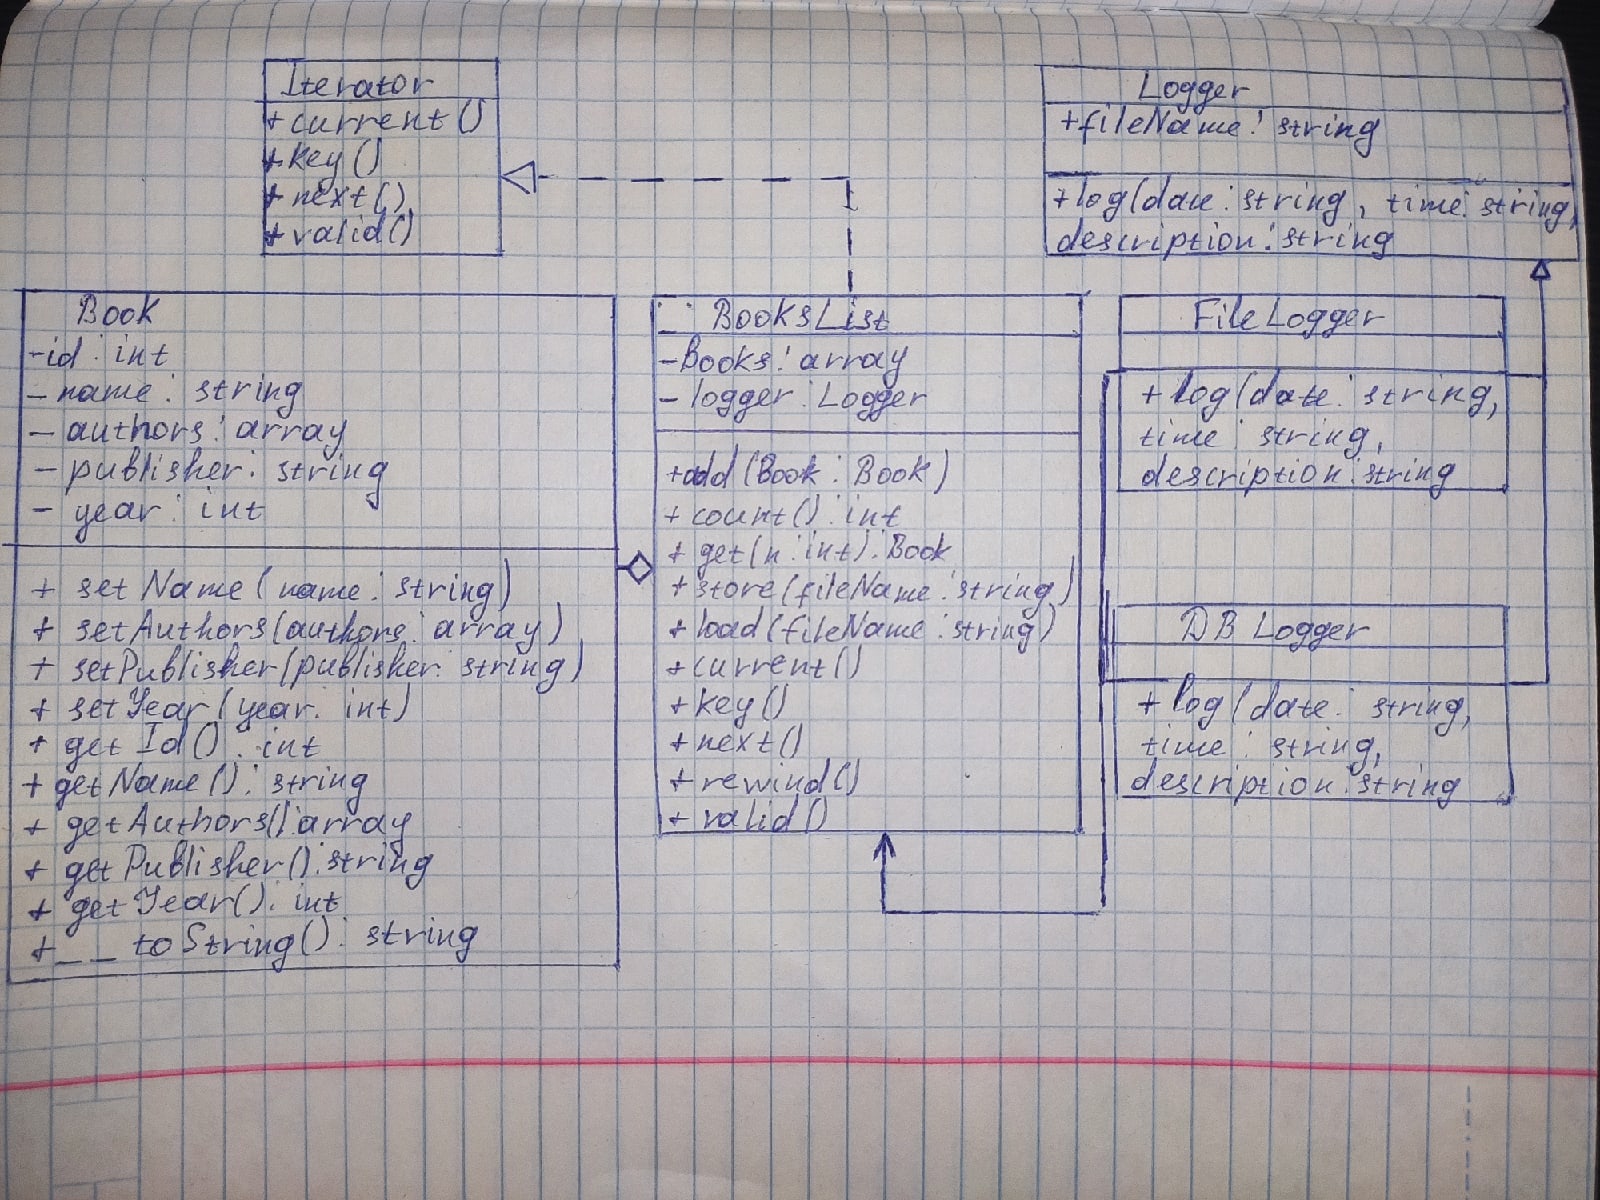 Iterator
+current()
+key()
+next()
+valid()
Logger
+fileName: string
+log(date: string, time: string,
description: string
Book
-id: int
- name: string
- authors: array
- publisher: string
- year: int
+ setName(name: string)
+ setAuthors(authors: array)
+ setPublisher(publisher: string)
+ setYear(year: int)
+ getId(): int
+ getName(): string
+ getAuthors(): array
+ getPublisher(): string
+ getYear(): int
+__toString(): string
BooksList
-Books: array
- logger: Logger
+add(Book: Book)
+ count(): int
+ get(n: int): Book
+ store(fileName: string)
+ load(fileName: string)
+ current()
+ key()
+ next()
+ rewind()
+ valid()
FileLogger
+ log(date: string,
time: string,
description: string
DB Logger
+ log(date: string,
time: string,
description: string